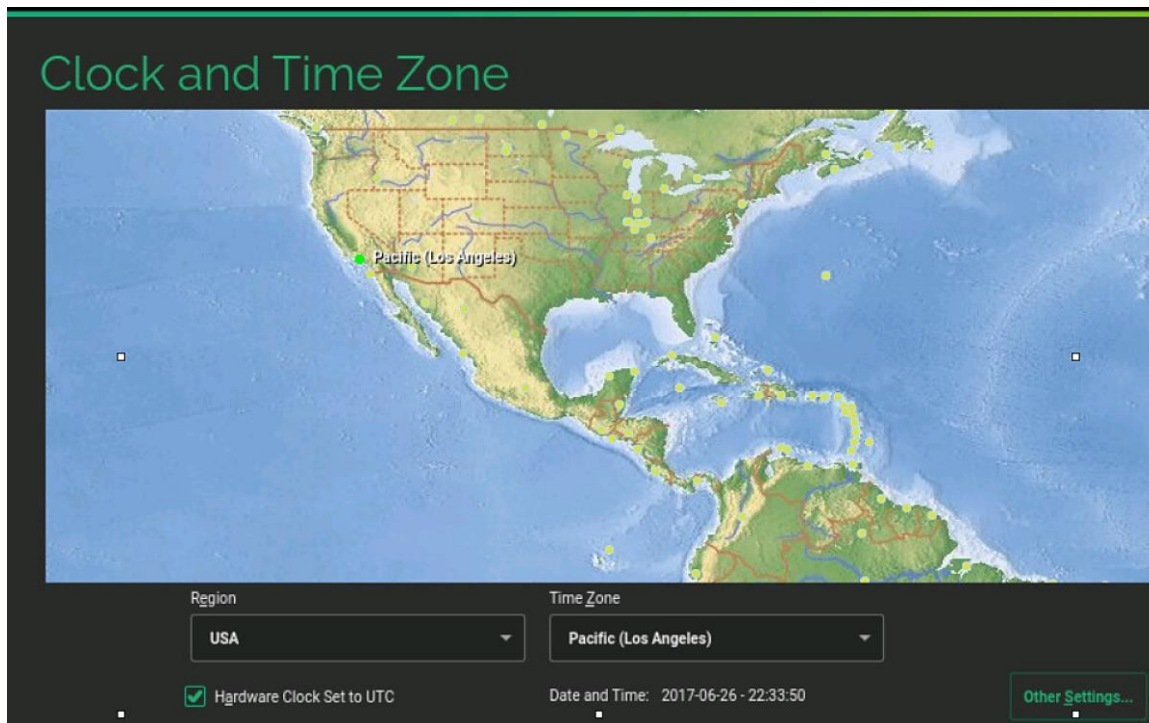 Clock and Time Zone
Pacific (Los Angeles)
Region
Time Zone
USA
Pacific (Los Angeles)
Hardware Clock Set to UTC
Date and Time: 2017-06-26 - 22:33:50
Other Settings...